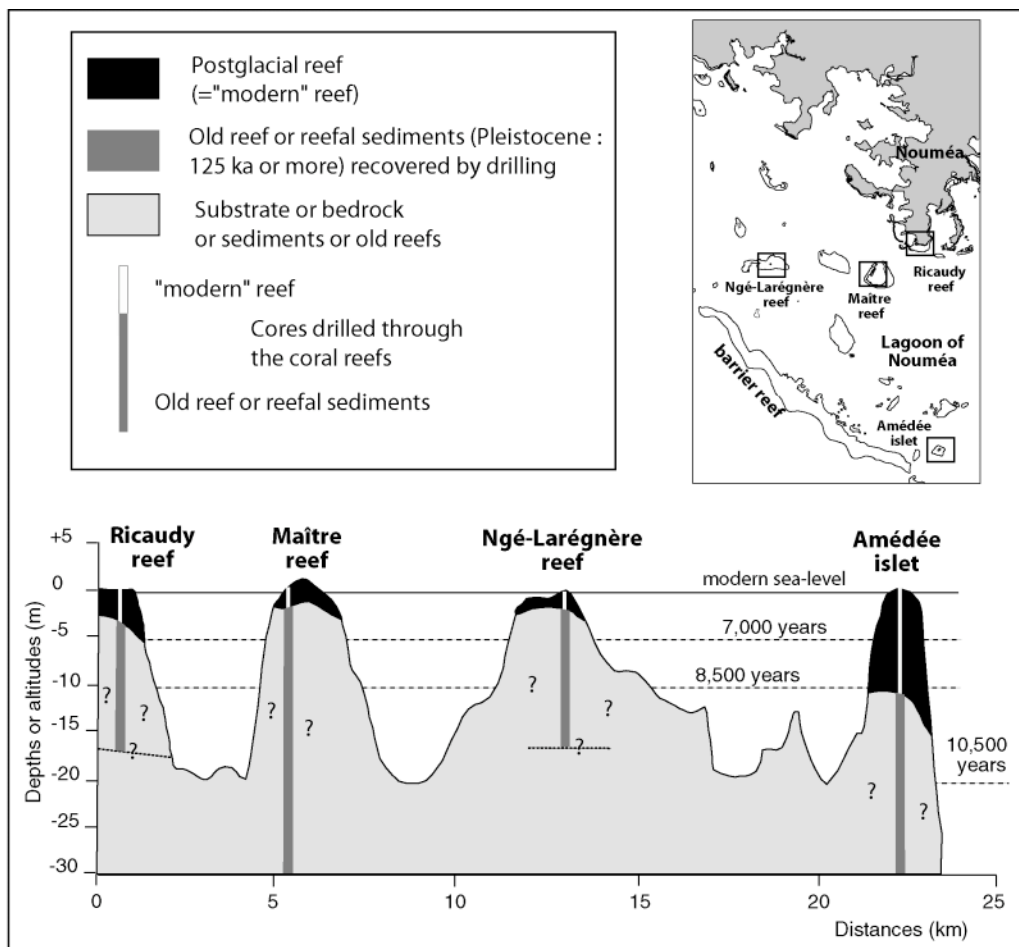 Postglacial reef
(="modern" reef)
Old reef or reefal sediments (Pleistocene :
125 ka or more) recovered by drilling
Substrate or bedrock
or sediments or old reefs
"modern" reef
Cores drilled through
the coral reefs
Old reef or reefal sediments
Nouméa
Ricaudy
reef
Ngé-Larégnère
reef
Maître
reef
Lagoon of
Nouméa
barrier reef
Amédée
islet
Ricaudy
reef
Maître
reef
Ngé-Larégnère
reef
Amédée
islet
Depths or altitudes (m)
+5
0
-5
-10
-15
-20
-25
-30
modern sea-level
7,000 years
8,500 years
10,500
years
? ? ?
? ?
? ? ?
? ?
0 5 10 15 20 25
Distances (km)